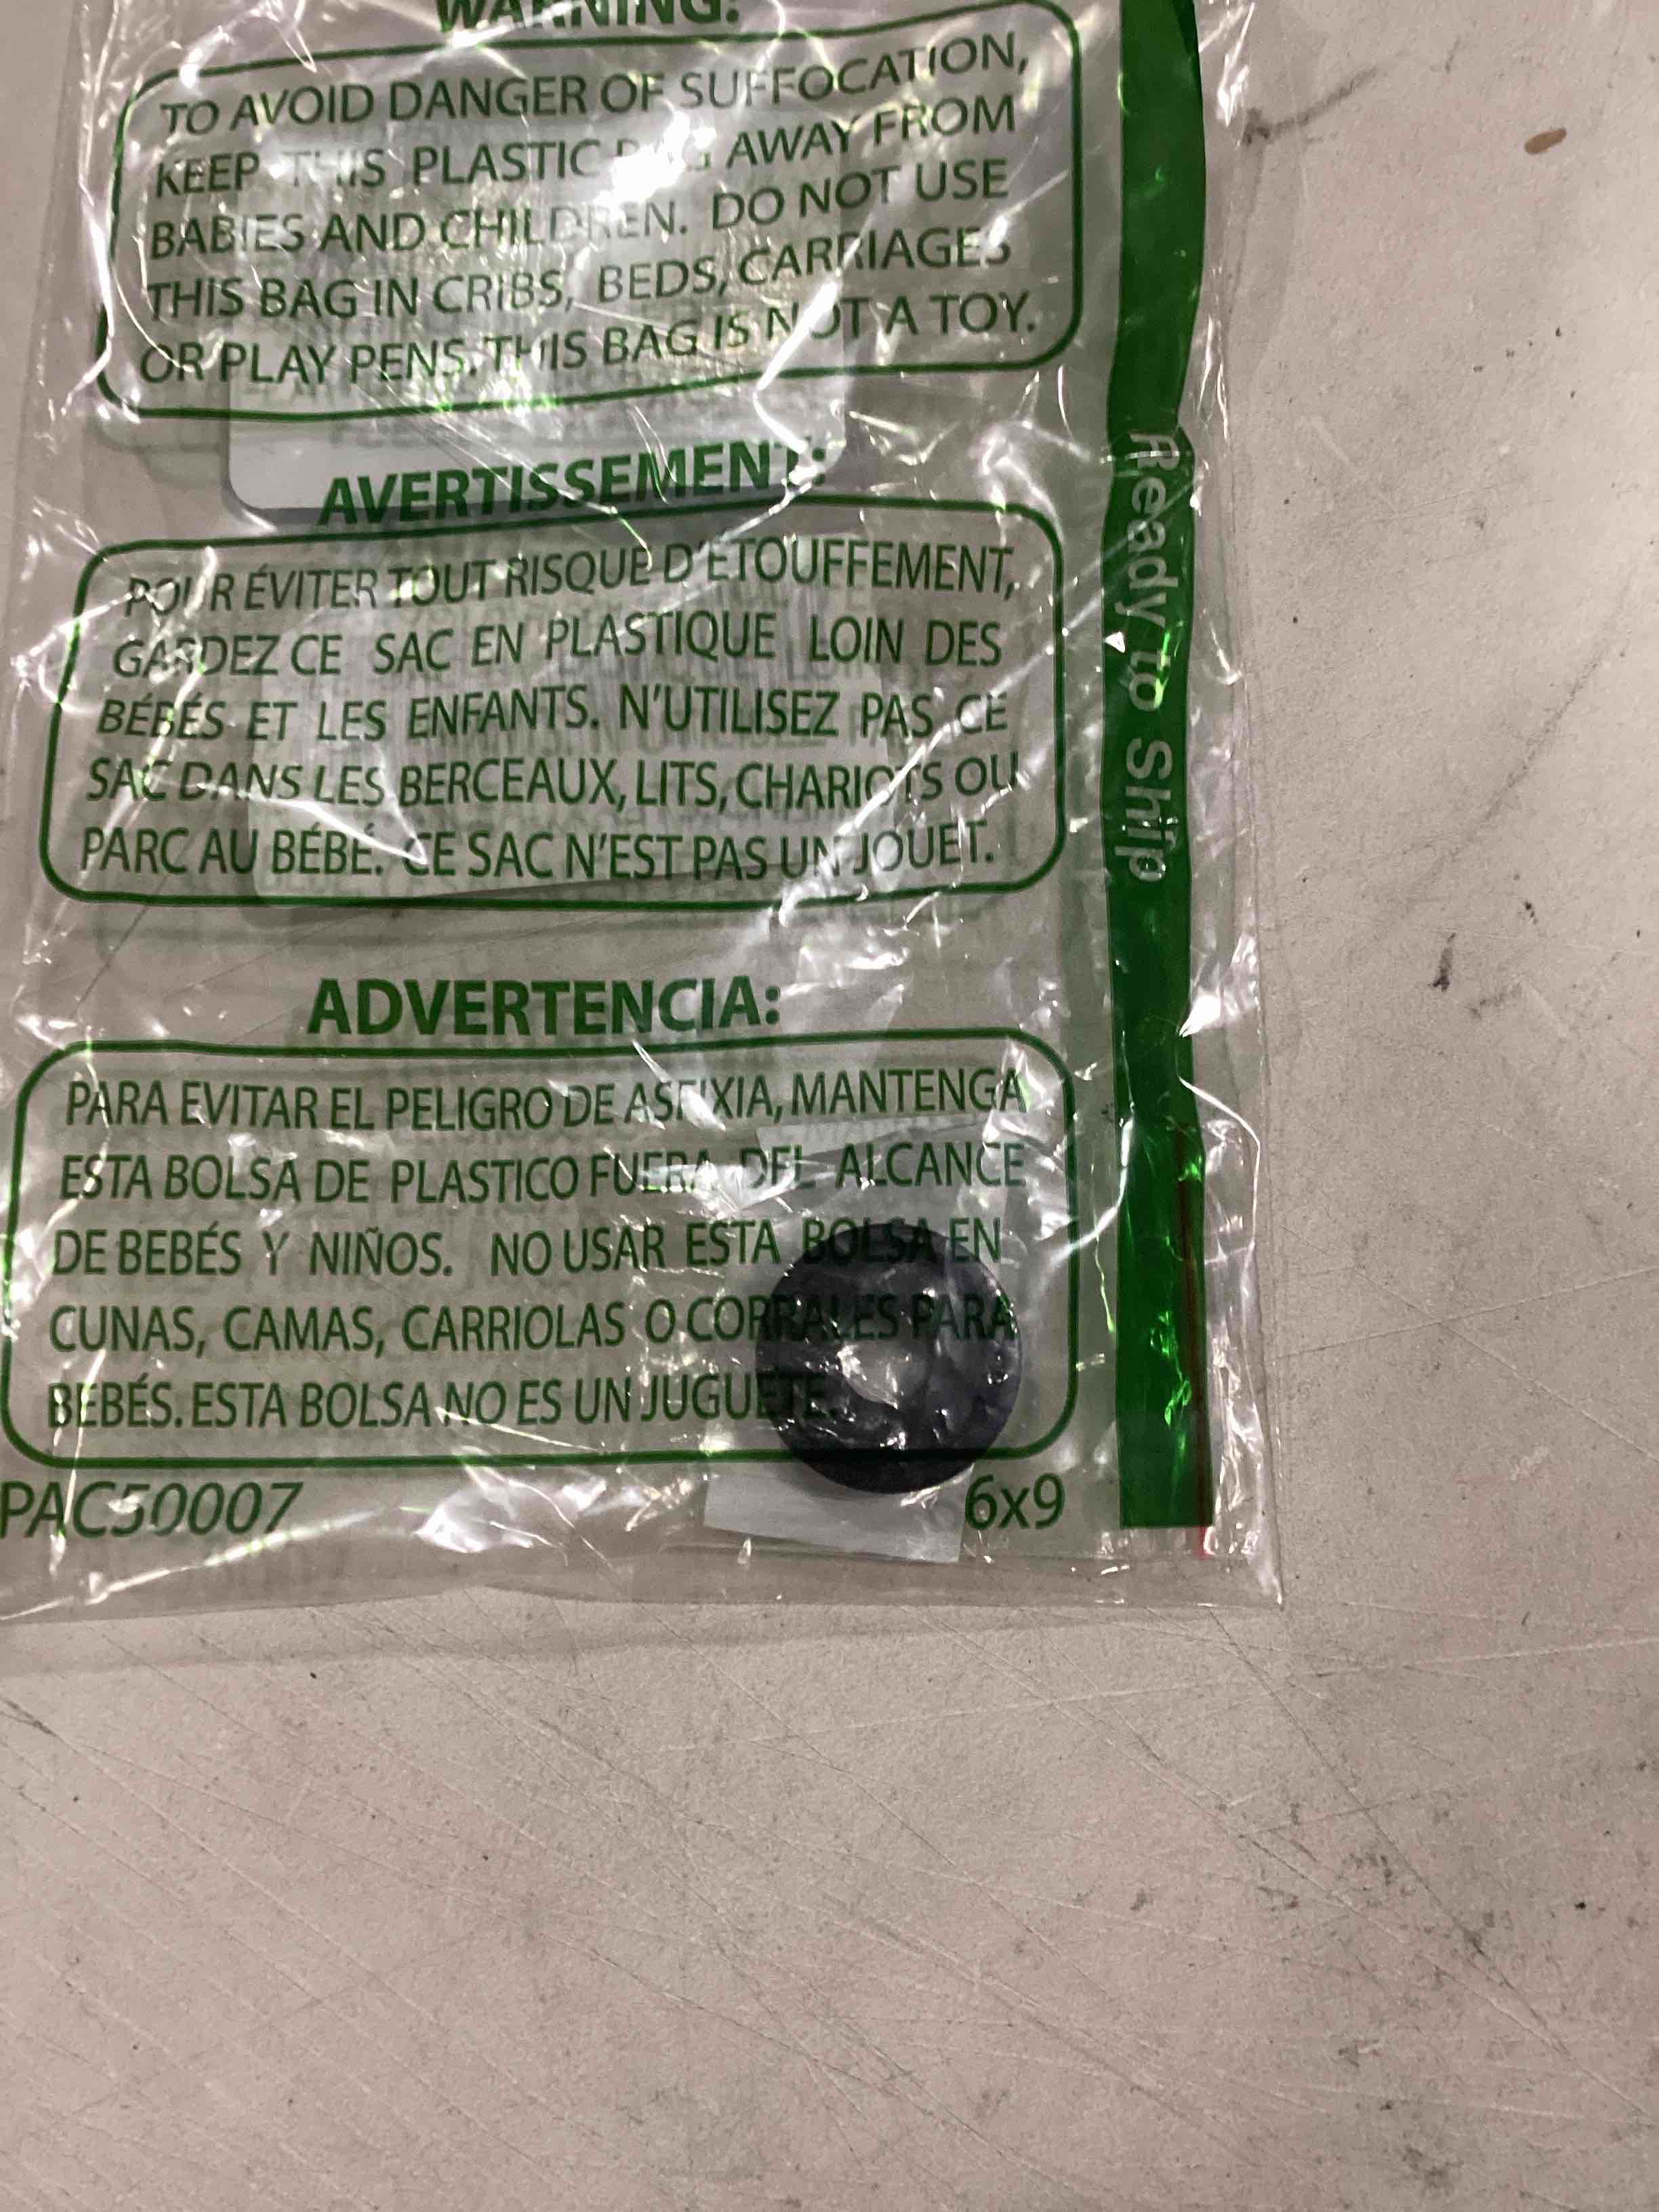 WARNING:
TO AVOID DANGER OF SUFFOCATION,
KEEP THIS PLASTIC BAG AWAY FROM
BABIES AND CHILDREN. DO NOT USE
THIS BAG IN CRIBS, BEDS, CARRIAGES
OR PLAY PENS. THIS BAG IS NOT A TOY.
AVERTISSEMENT:
POUR ÉVITER TOUT RISQUE D'ETOUFFEMENT,
GARDEZ CE SAC EN PLASTIQUE LOIN DES
BÉBÉS ET LES ENFANTS. N'UTILISEZ PAS CE
SAC DANS LES BERCEAUX, LITS, CHARIOTS OU
PARC AU BÉBÉ. CE SAC N'EST PAS UN JOUET.
ADVERTENCIA:
PARA EVITAR EL PELIGRO DE ASFIXIA, MANTENGA
ESTA BOLSA DE PLASTICO FUERA DEL ALCANCE
DE BEBÉS Y NIÑOS. NO USAR ESTA BOLSA EN
CUNAS, CAMAS, CARRIOLAS O CORRALES PARA
BEBÉS. ESTA BOLSA NO ES UN JUGUETE.
PAC50007
6x9
Ready to Ship